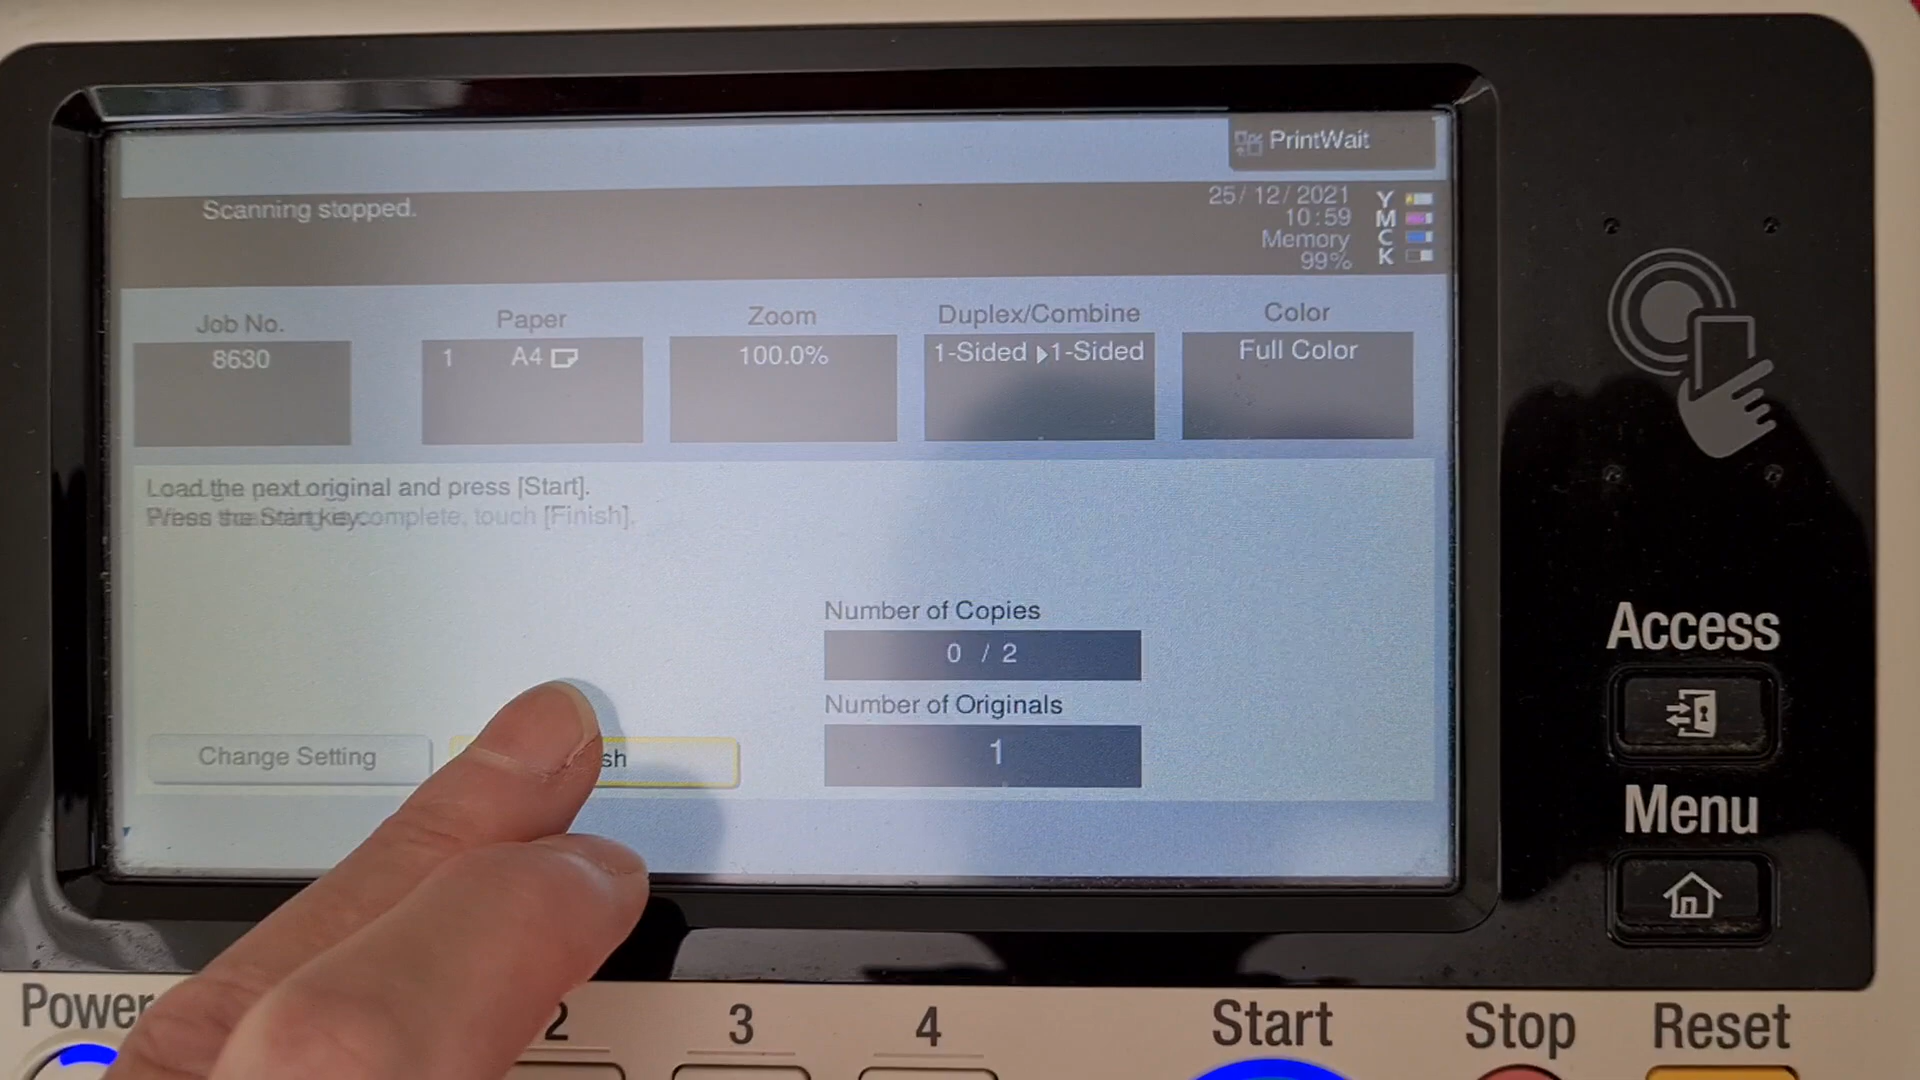 PrintWait
Scanning stopped.
25/12/2021
10:59
Memory
99%
Y
M
C
K
Job No.
8630
Paper
1 A4
Zoom
100.0%
Duplex/Combine
1-Sided ▶1-Sided
Color
Full Color
Load the next original and press [Start].
complete, touch [Finish].
Number of Copies
0 / 2
Number of Originals
1
Change Setting
sh
Access
Menu
Power
2
3
4
Start
Stop
Reset